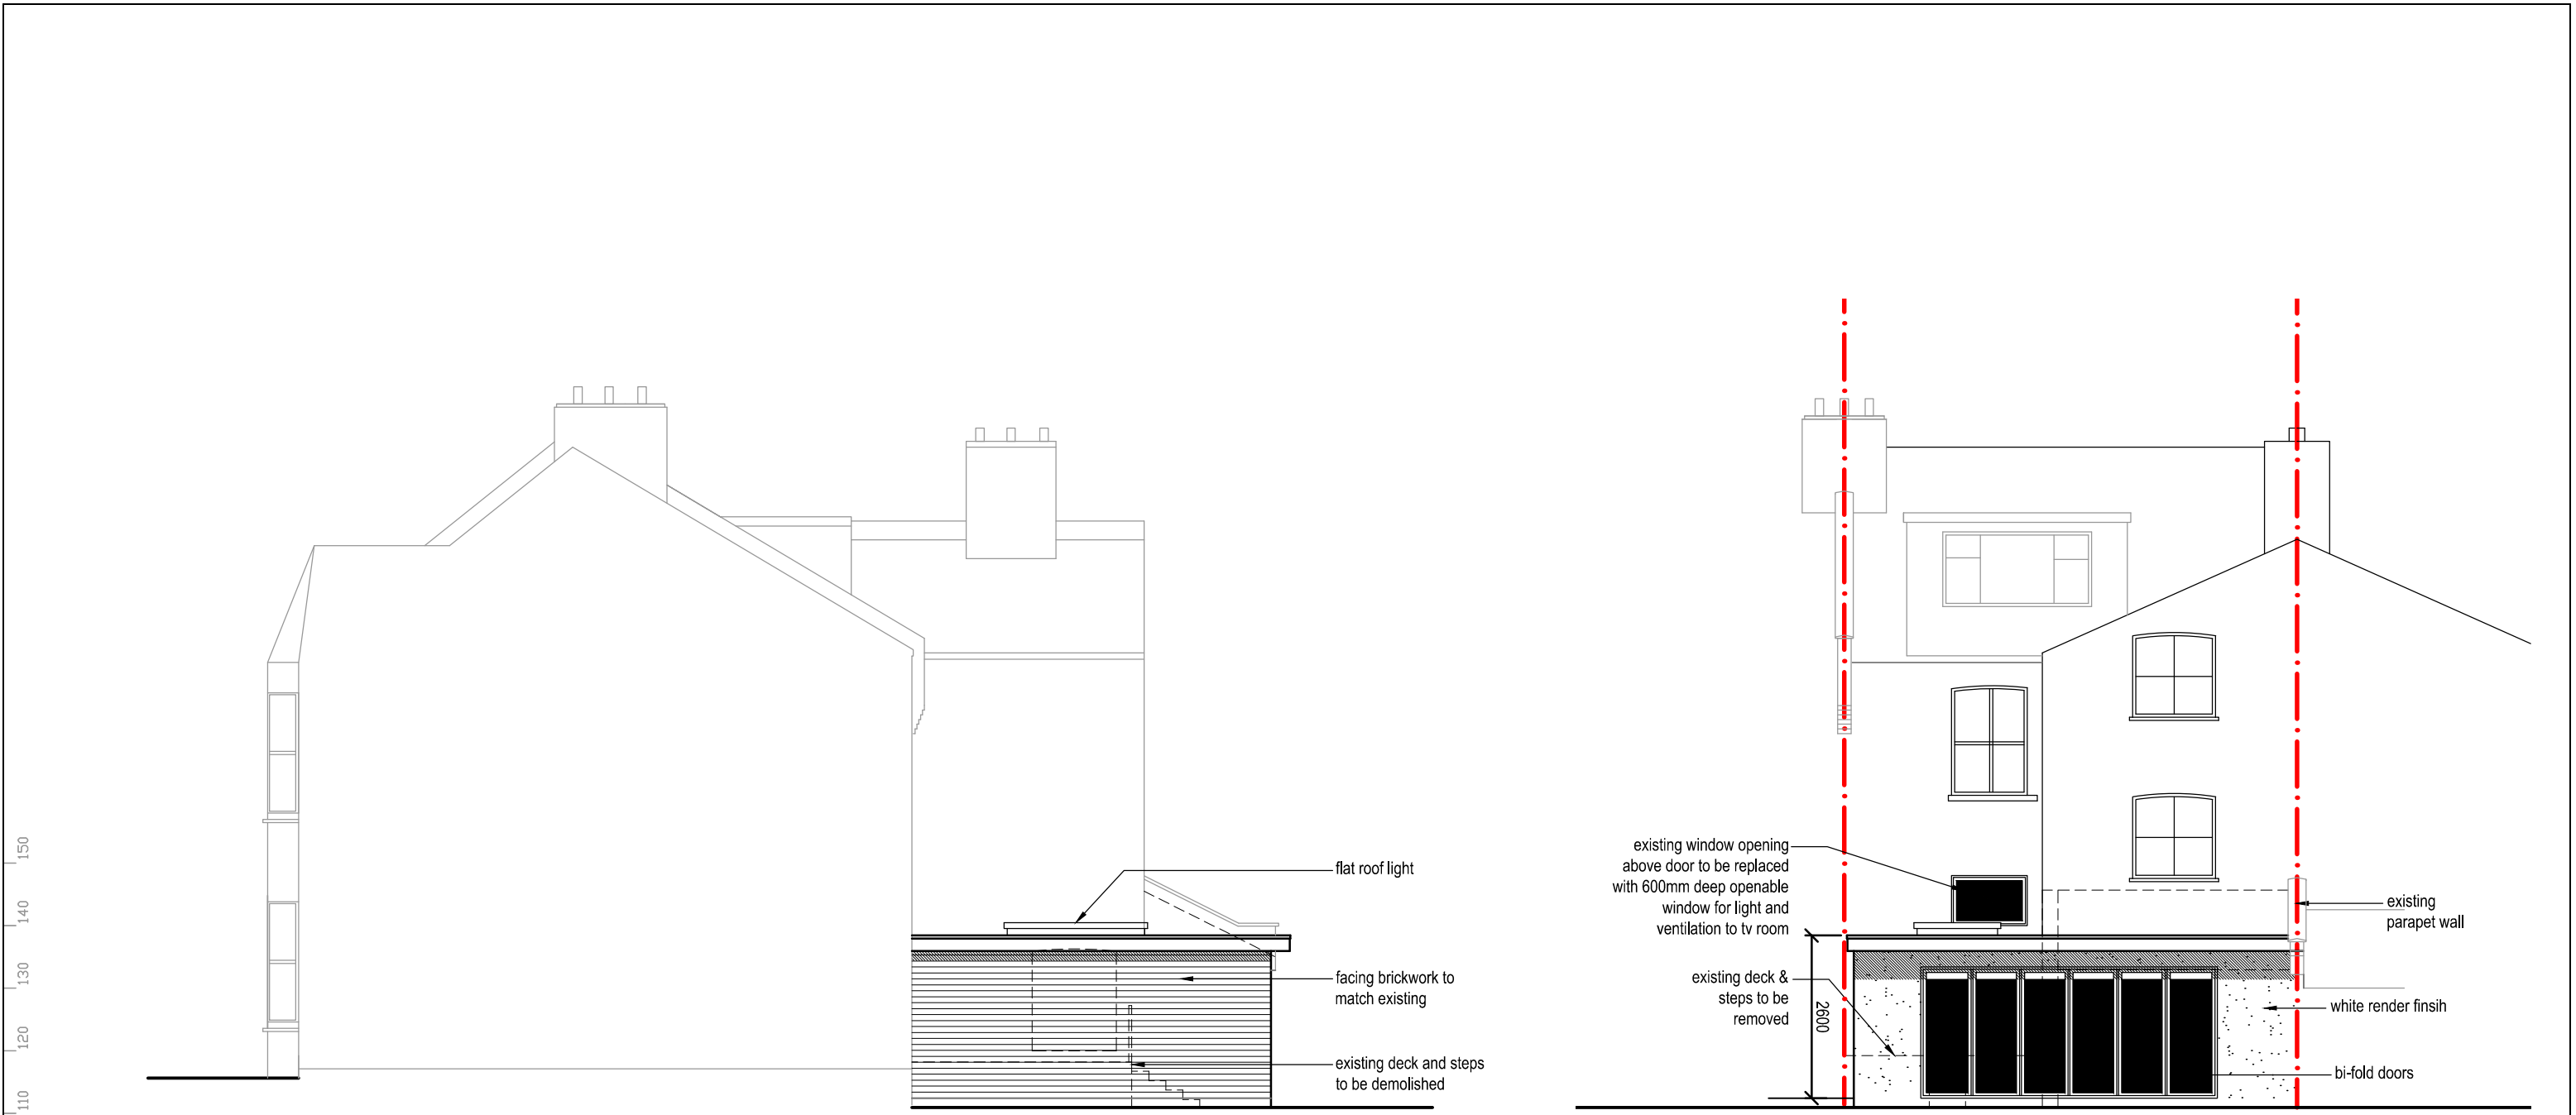 150
140
130
120
110
flat roof light
facing brickwork to
match existing
existing deck and steps
to be demolished
existing window opening
above door to be replaced
with 600mm deep openable
window for light and
ventilation to tv room
existing deck &
steps to be
removed
2600
existing
parapet wall
white render finsih
bi-fold doors